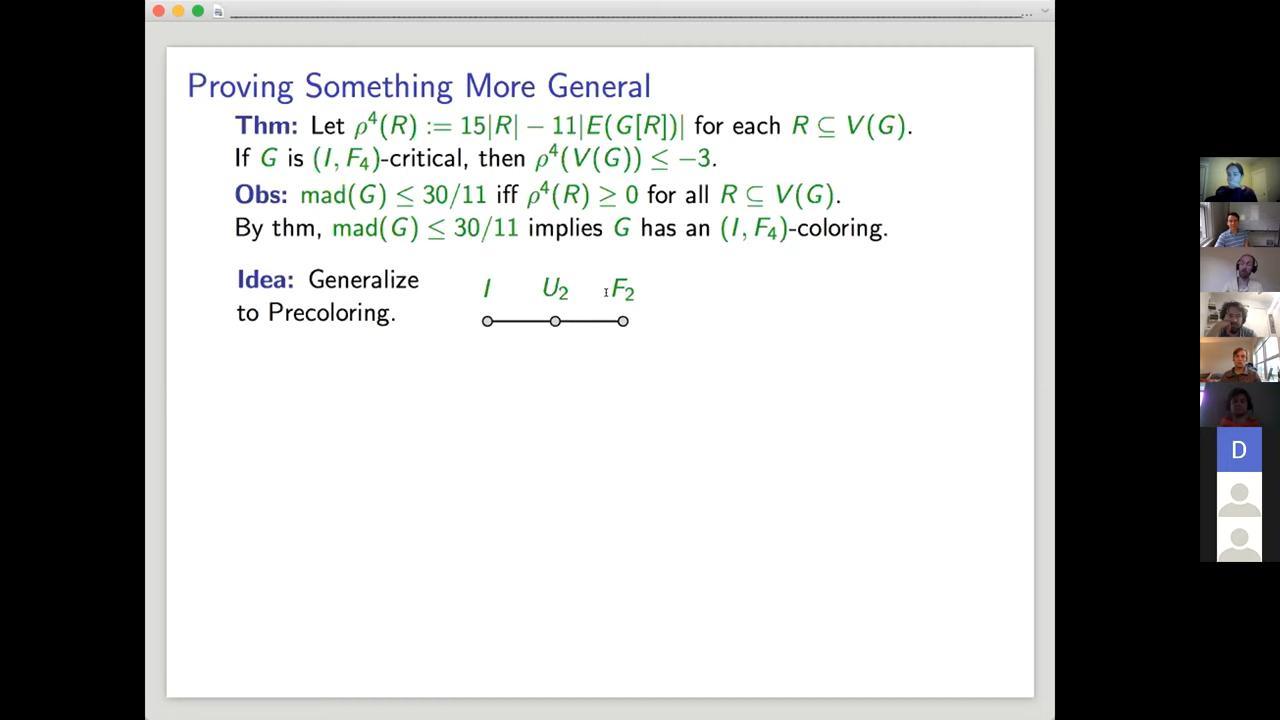 Proving Something More General
Thm: Let ρ⁴(R) := 15|R| − 11|E(G[R])| for each R ⊆ V(G).
If G is (I, F₄)-critical, then ρ⁴(V(G)) ≤ −3.
Obs: mad(G) ≤ 30/11 iff ρ⁴(R) ≥ 0 for all R ⊆ V(G).
By thm, mad(G) ≤ 30/11 implies G has an (I, F₄)-coloring.
Idea: Generalize
to Precoloring.
I U₂ F₂
D